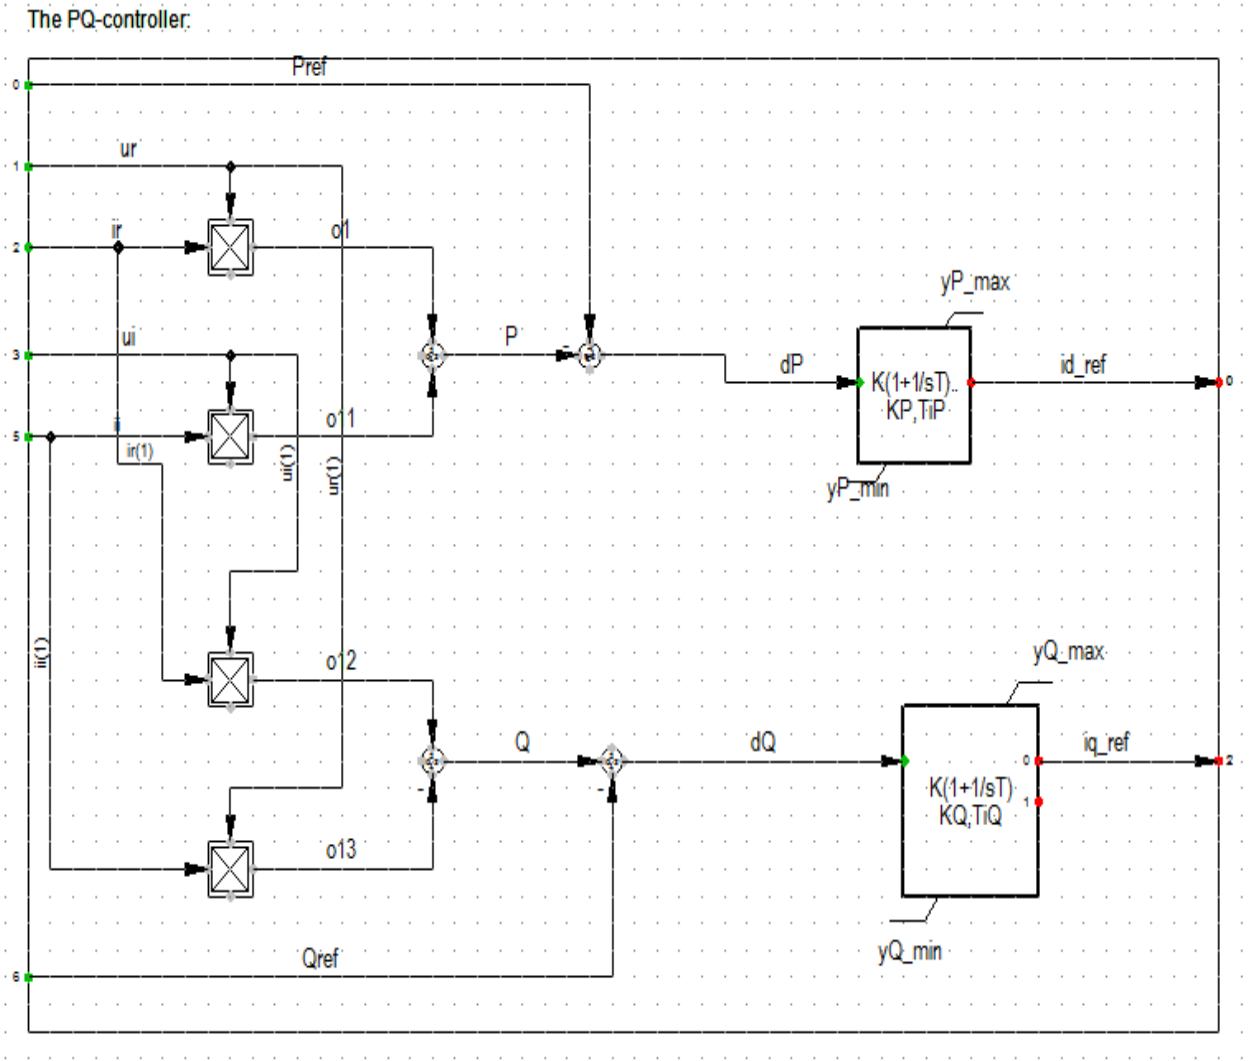 The PQ-controller:
Pref
0
ur
1
ir
o1
2
yP_max
ui
P
3
dP
id_ref
K(1+1/sT)..
0
KP,TiP
ii
o11
5
ir(1)
ui(1)
ur(1)
yP_min
ii(1)
o12
yQ_max
Q
dQ
iq_ref
0
2
K(1+1/sT)
1
KQ,TiQ
o13
yQ_min
Qref
6
-
-
-